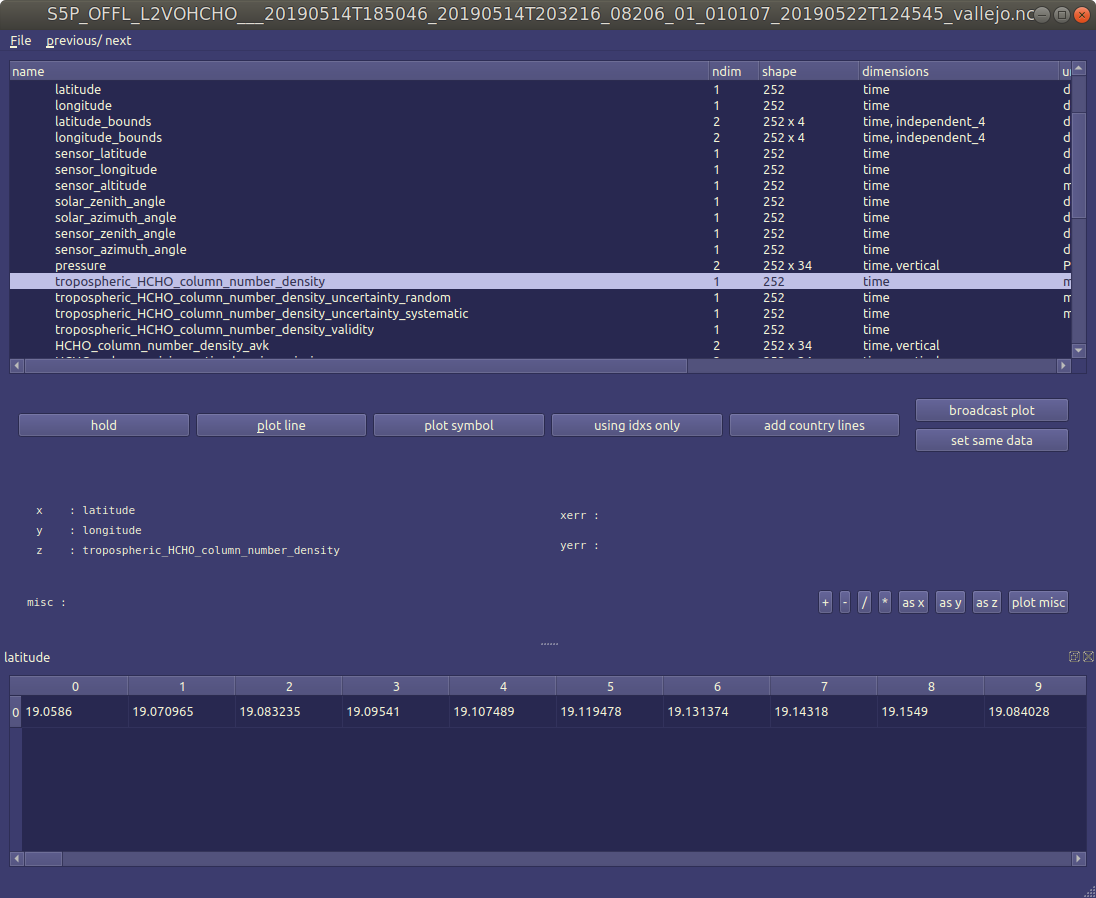 S5P_OFFL_L2VOHCHO___20190514T185046_20190514T203216_08206_01_010107_20190522T124545_vallejo.nc
File previous/ next
name ndim shape dimensions
latitude 1 252 time d
longitude 1 252 time d
latitude_bounds 2 252 x 4 time, independent_4 d
longitude_bounds 2 252 x 4 time, independent_4 d
sensor_latitude 1 252 time d
sensor_longitude 1 252 time d
sensor_altitude 1 252 time m
solar_zenith_angle 1 252 time d
solar_azimuth_angle 1 252 time d
sensor_zenith_angle 1 252 time d
sensor_azimuth_angle 1 252 time d
pressure 2 252 x 34 time, vertical P
tropospheric_HCHO_column_number_density 1 252 time m
tropospheric_HCHO_column_number_density_uncertainty_random 1 252 time m
tropospheric_HCHO_column_number_density_uncertainty_systematic 1 252 time m
tropospheric_HCHO_column_number_density_validity 1 252 time
HCHO_column_number_density_avk 2 252 x 34 time, vertical
hold plot line plot symbol using idxs only add country lines broadcast plot
set same data
x : latitude
y : longitude
z : tropospheric_HCHO_column_number_density
xerr :
yerr :
misc : + - / * as x as y as z plot misc
latitude
0 1 2 3 4 5 6 7 8 9
0 19.0586 19.070965 19.083235 19.09541 19.107489 19.119478 19.131374 19.14318 19.1549 19.084028